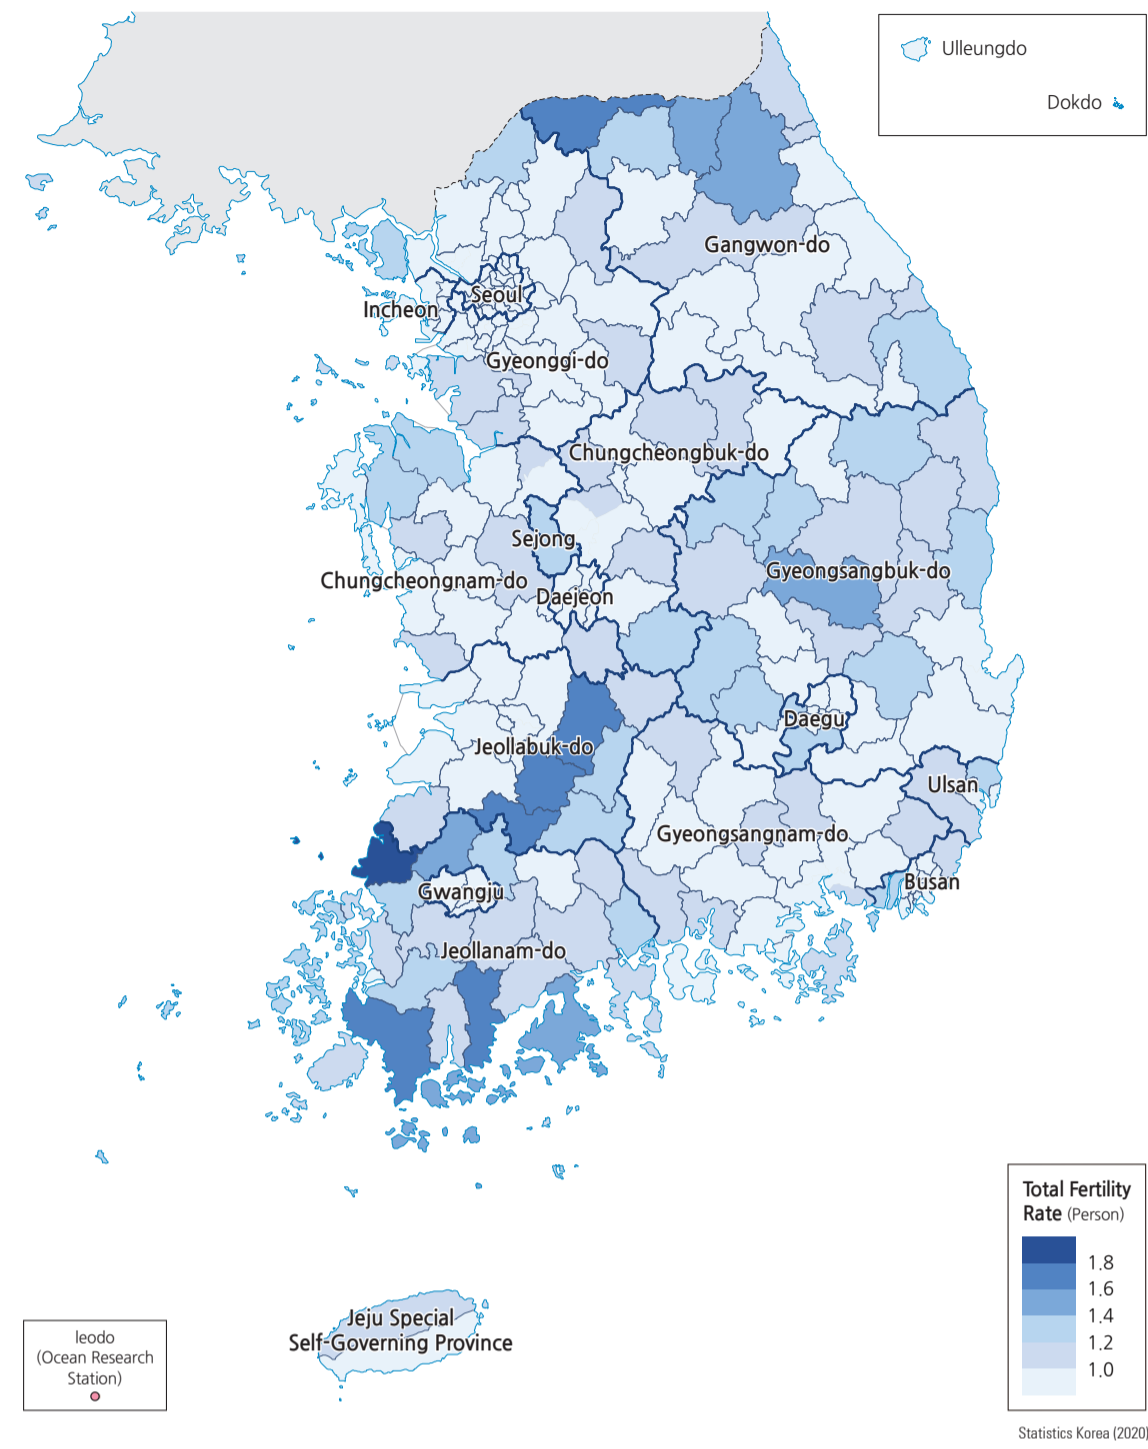 Ulleungdo
Dokdo
Gangwon-do
Seoul
Incheon
Gyeonggi-do
Chungcheongbuk-do
Sejong
Gyeongsangbuk-do
Chungcheongnam-do
Daejeon
Daegu
Jeollabuk-do
Ulsan
Gyeongsangnam-do
Busan
Gwangju
Jeollanam-do
Total Fertility
Rate (Person)
1.8
1.6
1.4
1.2
1.0
Jeju Special
Self-Governing Province
Ieodo
(Ocean Research
Station)
Statistics Korea (2020)